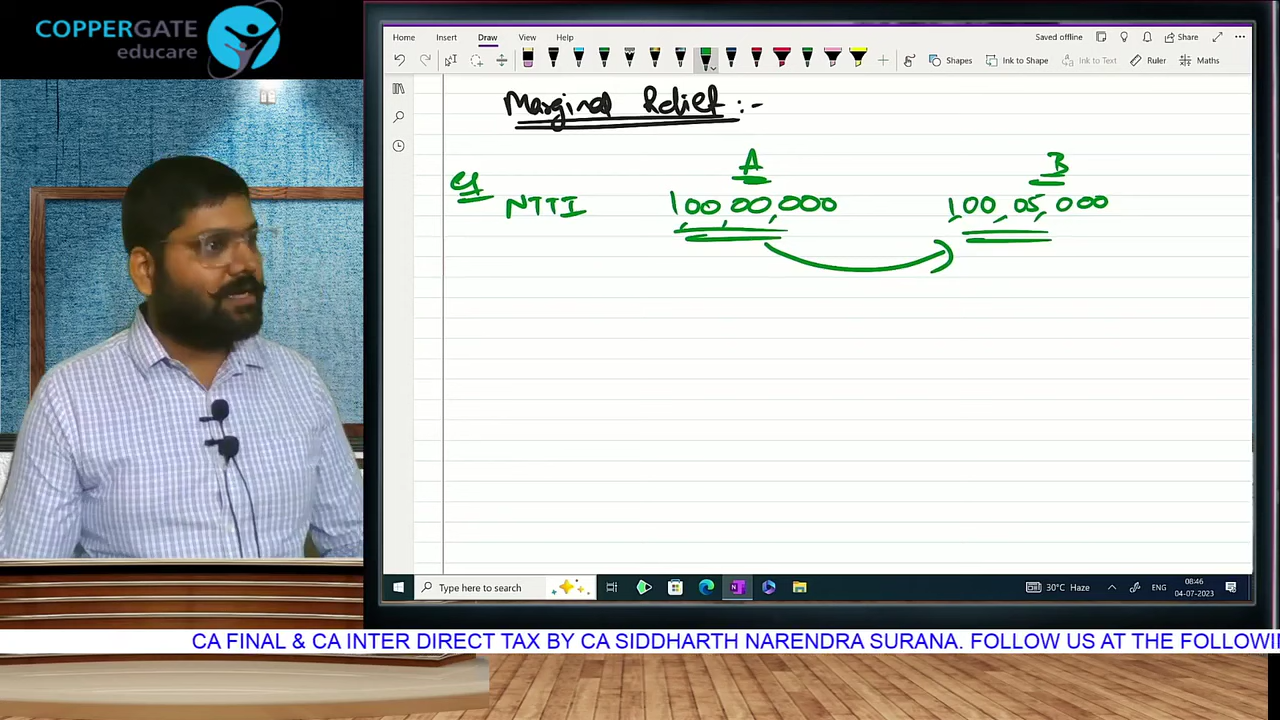 COPPERGATE
educare
Home Insert Draw View Help
Saved offline
Share
Shapes
Ink to Shape
Ink to Text
Ruler
Maths
Marginal Relief :-
A B
eg NTTI 100,00,000 100,05,000
Type here to search
30°C Haze
ENG
08:46
04-07-2023
CA FINAL & CA INTER DIRECT TAX BY CA SIDDHARTH NARENDRA SURANA. FOLLOW US AT THE FOLLOWI